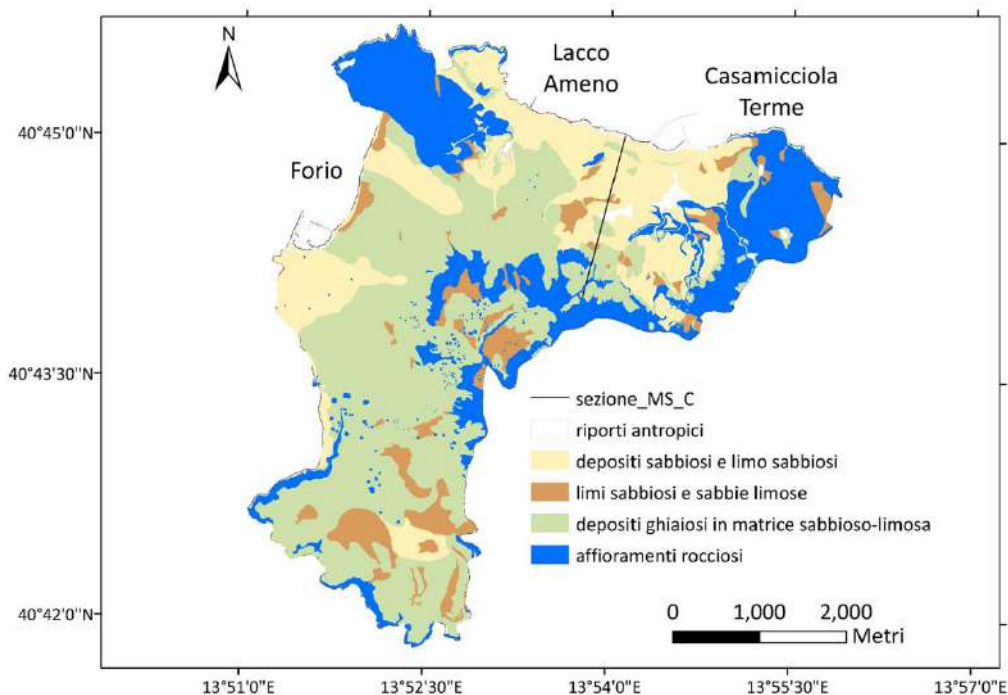 N
Lacco
Ameno
Casamicciola
Terme
Forio
40°45'0"N
40°43'30"N
40°42'0"N
sezione_MS_C
riporti antropici
depositi sabbiosi e limo sabbiosi
limi sabbiosi e sabbie limose
depositi ghiaiosi in matrice sabbioso-limosa
affioramenti rocciosi
0 1,000 2,000
Metri
13°51'0"E 13°52'30"E 13°54'0"E 13°55'30"E 13°57'0"E